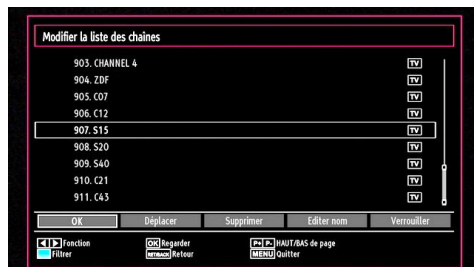 Modifier la liste des chaînes
903. CHANNEL 4 TV
904. ZDF TV
905. C07 TV
906. C12 TV
907. S15 TV
908. S20 TV
909. S40 TV
910. C21 TV
911. C43 TV
OK Déplacer Supprimer Editer nom Verrouiller
Fonction OK Regarder P+ P- HAUT/BAS de page
Filtrer RET/BACK Retour MENU Quitter